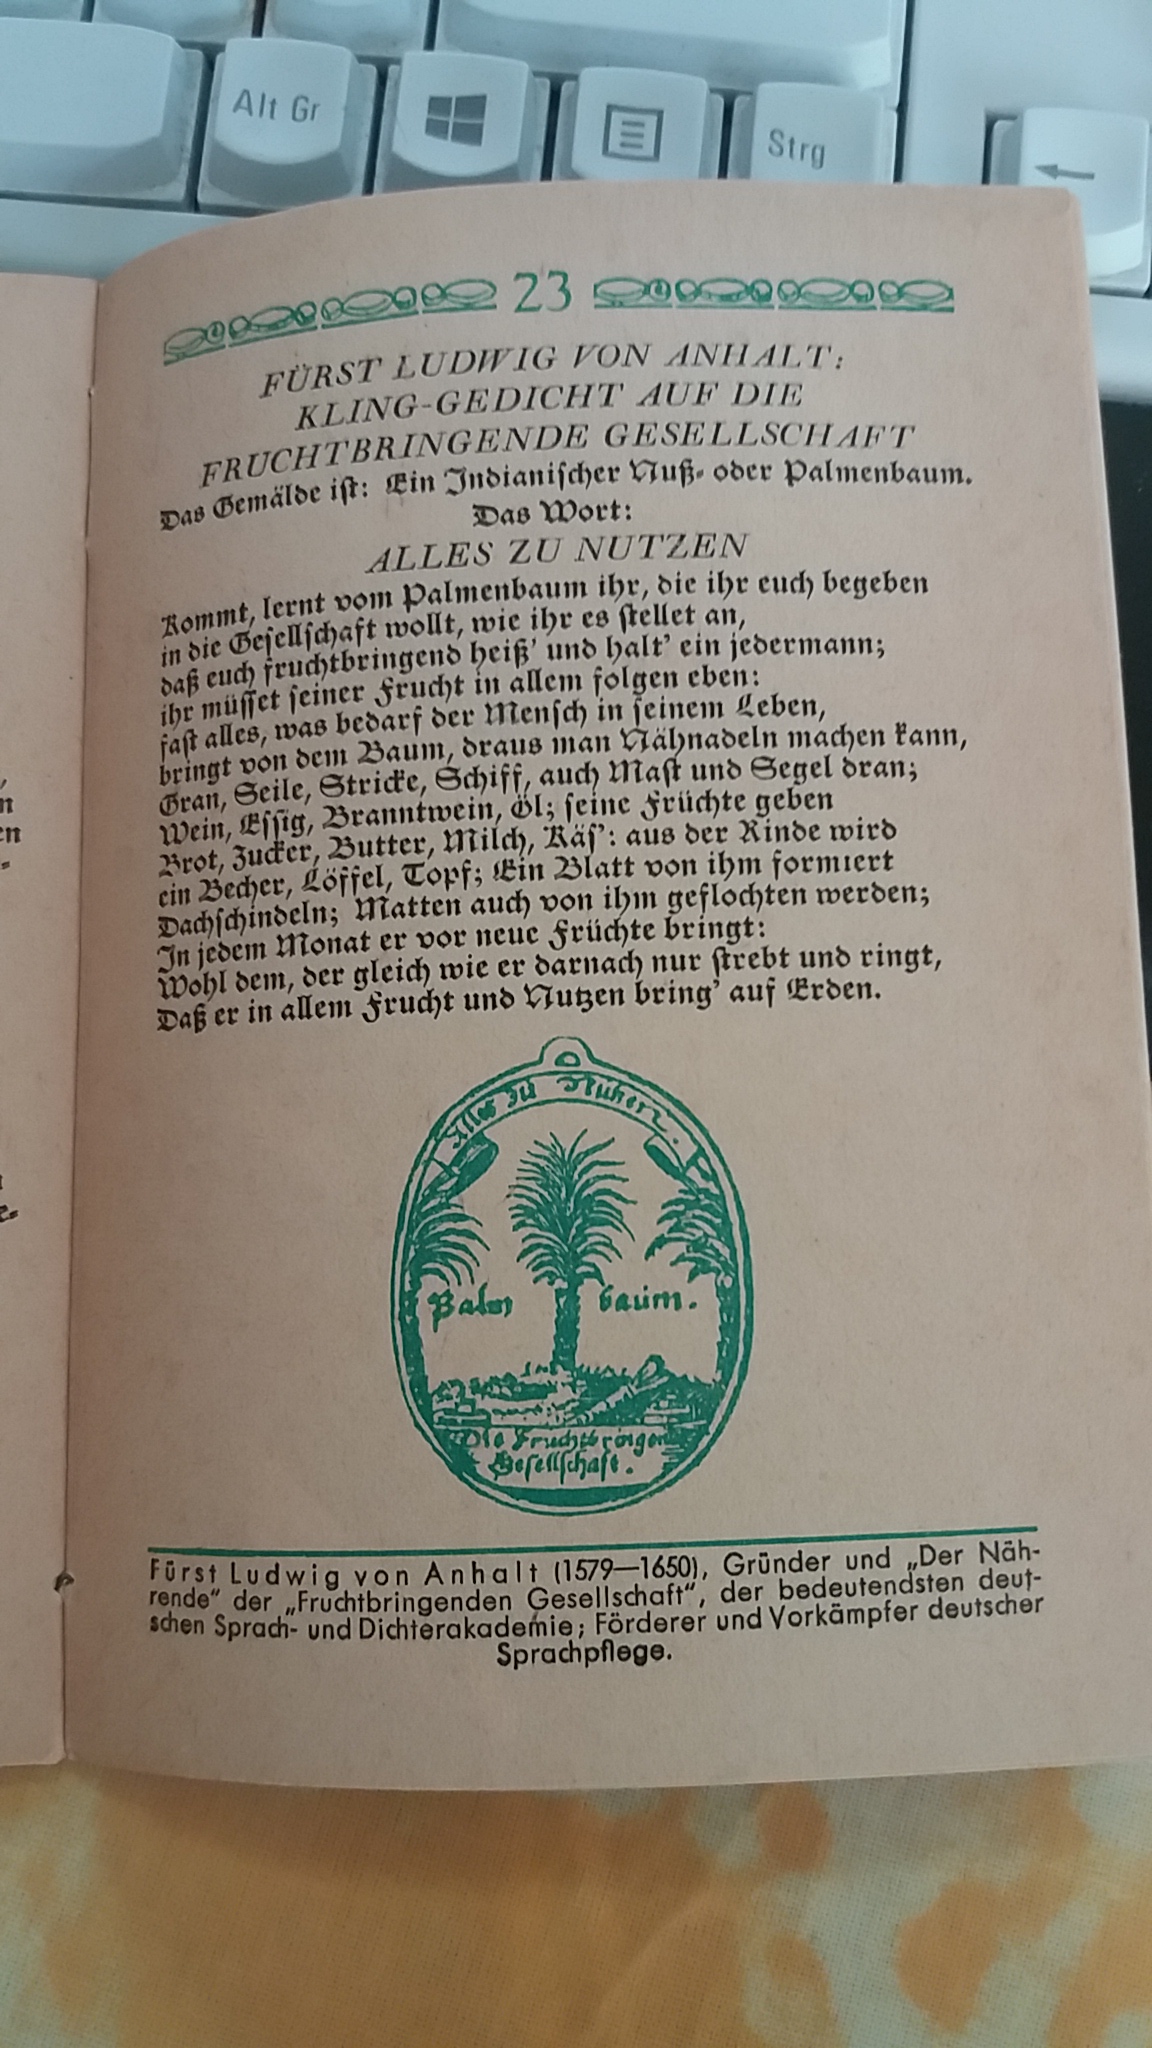 Alt Gr
Strg
23
FÜRST LUDWIG VON ANHALT:
KLING-GEDICHT AUF DIE
FRUCHTBRINGENDE GESELLSCHAFT
Das Gemälde iſt: Ein Indianiſcher Nuß- oder Palmenbaum.
Das Wort:
ALLES ZU NUTZEN
Kommt, lernt vom Palmenbaum ihr, die ihr euch begeben
in die Geſellſchaft wollt, wie ihr es ſtellet an,
daß euch fruchtbringend heiß’ und halt’ ein jedermann;
ihr müſſet ſeiner Frucht in allem folgen eben:
faſt alles, was bedarf der Menſch in ſeinem Leben,
bringt von dem Baum, draus man Nähnadeln machen kann,
Gran, Seile, Stricke, Schiff, auch Maſt und Segel dran;
Wein, Eſſig, Branntwein, Öl; ſeine Früchte geben
Brot, Zucker, Butter, Milch, Käſ’: aus der Rinde wird
ein Becher, Löffel, Topf; Ein Blatt von ihm formiert
Dachſchindeln; Matten auch von ihm geflochten werden;
In jedem Monat er vor neue Früchte bringt:
Wohl dem, der gleich wie er darnach nur ſtrebt und ringt,
Daß er in allem Frucht und Nutzen bring’ auf Erden.
Alles zu
Palm baum.
Die Fruchtbringen
Geſellſchaft.
Fürst Ludwig von Anhalt (1579—1650), Gründer und „Der Näh-
rende“ der „Fruchtbringenden Gesellschaft“, der bedeutendsten deut-
schen Sprach- und Dichterakademie; Förderer und Vorkämpfer deutscher
Sprachpflege.